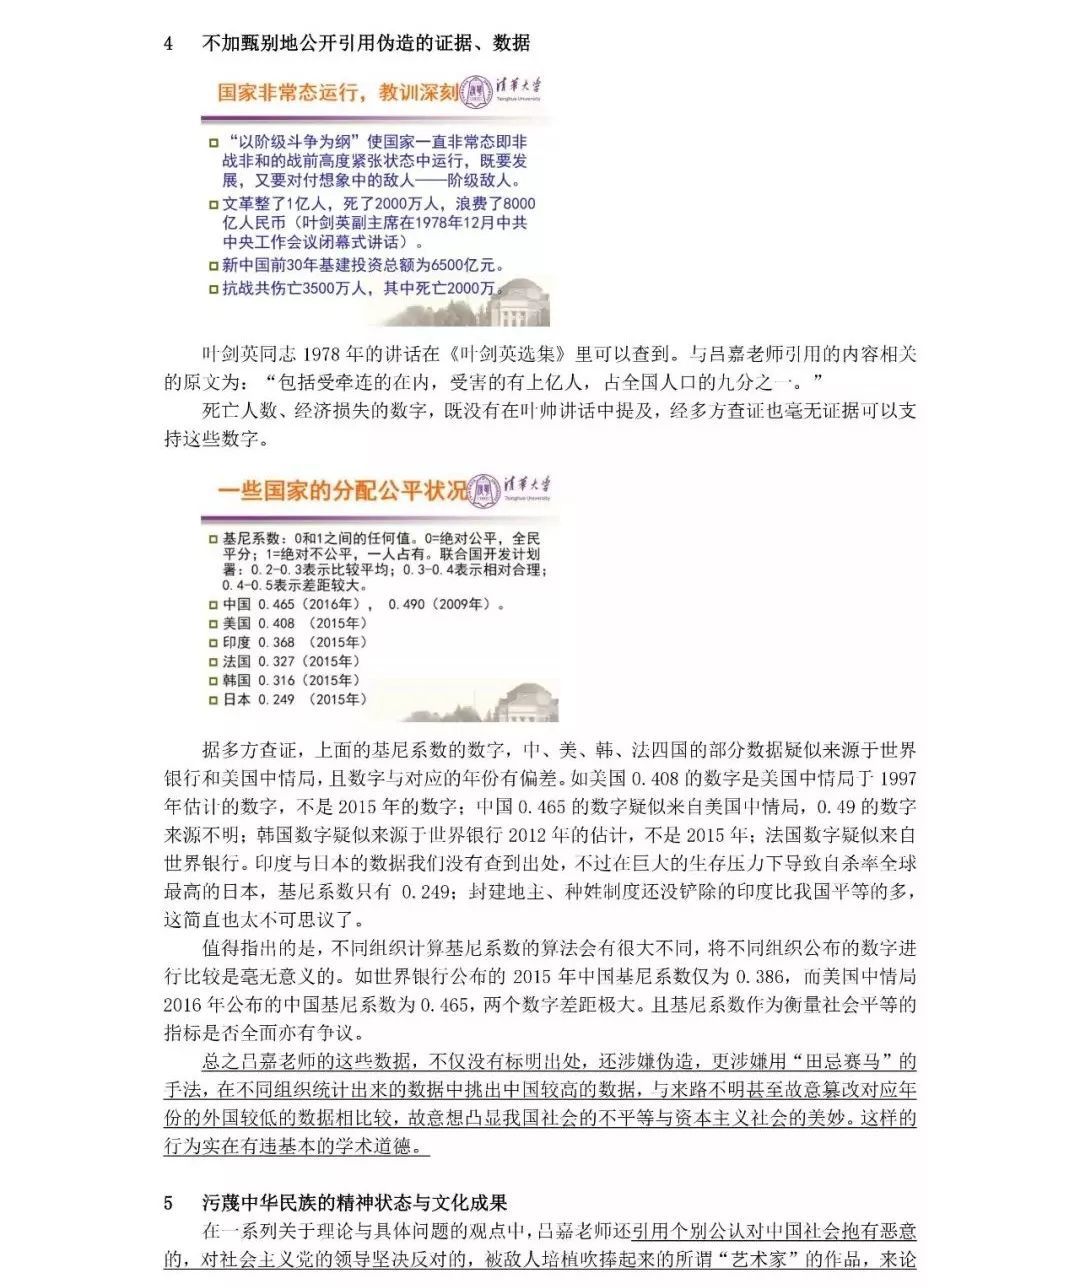 4 不加甄别地公开引用伪造的证据、数据
国家非常态运行，教训深刻
清华大学
Tsinghua University
“以阶级斗争为纲”使国家一直非常态即非
战非和的战前高度紧张状态中运行，既要发
展，又要对付想象中的敌人——阶级敌人。
文革整了1亿人，死了2000万人，浪费了8000
亿人民币（叶剑英副主席在1978年12月中共
中央工作会议闭幕式讲话）。
新中国前30年基建投资总额为6500亿元。
抗战共伤亡3500万人，其中死亡2000万。
叶剑英同志 1978 年的讲话在《叶剑英选集》里可以查到。与吕嘉老师引用的内容相关
的原文为：“包括受牵连的在内，受害的有上亿人，占全国人口的九分之一。”
死亡人数、经济损失的数字，既没有在叶帅讲话中提及，经多方查证也毫无证据可以支
持这些数字。
一些国家的分配公平状况
清华大学
Tsinghua University
基尼系数：0和1之间的任何值。0=绝对公平，全民
平分；1=绝对不公平，一人占有。联合国开发计划
署：0.2-0.3表示比较平均；0.3-0.4表示相对合理；
0.4-0.5表示差距较大。
中国 0.465（2016年）， 0.490（2009年）。
美国 0.408 （2015年）
印度 0.368 （2015年）
法国 0.327（2015年）
韩国 0.316（2015年）
日本 0.249 （2015年）
据多方查证，上面的基尼系数的数字，中、美、韩、法四国的部分数据疑似来源于世界
银行和美国中情局，且数字与对应的年份有偏差。如美国 0.408 的数字是美国中情局于 1997
年估计的数字，不是 2015 年的数字；中国 0.465 的数字疑似来自美国中情局，0.49 的数字
来源不明；韩国数字疑似来源于世界银行 2012 年的估计，不是 2015 年；法国数字疑似来自
世界银行。印度与日本的数据我们没有查到出处，不过在巨大的生存压力下导致自杀率全球
最高的日本，基尼系数只有 0.249；封建地主、种姓制度还没铲除的印度比我国平等的多，
这简直也太不可思议了。
值得指出的是，不同组织计算基尼系数的算法会有很大不同，将不同组织公布的数字进
行比较是毫无意义的。如世界银行公布的 2015 年中国基尼系数仅为 0.386，而美国中情局
2016 年公布的中国基尼系数为 0.465，两个数字差距极大。且基尼系数作为衡量社会平等的
指标是否全面亦有争议。
总之吕嘉老师的这些数据，不仅没有标明出处，还涉嫌伪造，更涉嫌用“田忌赛马”的
手法，在不同组织统计出来的数据中挑出中国较高的数据，与来路不明甚至故意篡改对应年
份的外国较低的数据相比较，故意想凸显我国社会的不平等与资本主义社会的美妙。这样的
行为实在有违基本的学术道德。
5 污蔑中华民族的精神状态与文化成果
在一系列关于理论与具体问题的观点中，吕嘉老师还引用个别公认对中国社会抱有恶意
的，对社会主义党的领导坚决反对的，被敌人培植吹捧起来的所谓“艺术家”的作品，来论